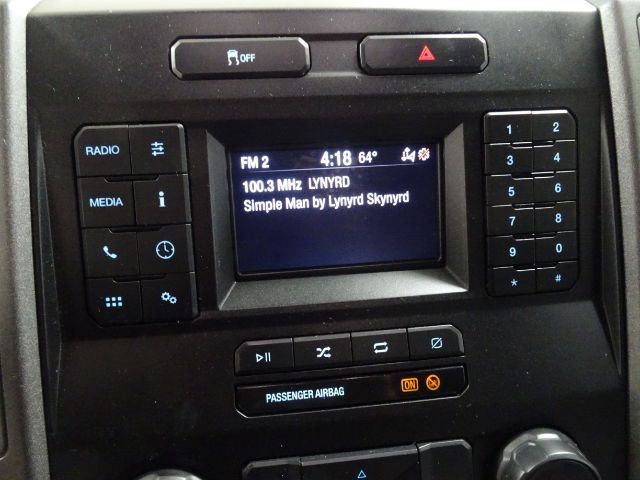 OFF
RADIO
MEDIA
i
FM 2 4:18 64°
100.3 MHz LYNYRD
Simple Man by Lynyrd Skynyrd
1 2
3 4
5 6
7 8
9 0
* #
PASSENGER AIRBAG ON